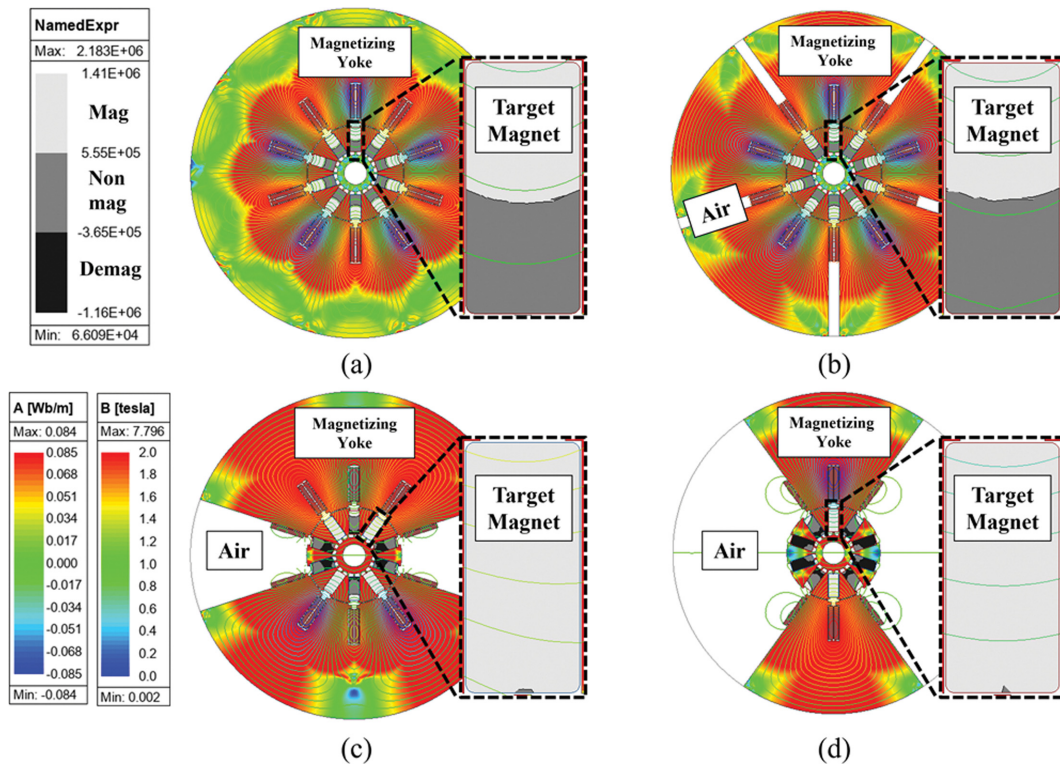 NamedExpr
Max: 2.183E+06
1.41E+06
Mag
5.55E+05
Non
mag
-3.65E+05
Demag
-1.16E+06
Min: 6.609E+04
Magnetizing
Yoke
Target
Magnet
(a)
Magnetizing
Yoke
Target
Magnet
Air
(b)
A [Wb/m]
Max: 0.084
0.085
0.068
0.051
0.034
0.017
0.000
-0.017
-0.034
-0.051
-0.068
-0.085
Min: -0.084
B [tesla]
Max: 7.796
2.0
1.8
1.6
1.4
1.2
1.0
0.8
0.6
0.4
0.2
0.0
Min: 0.002
Magnetizing
Yoke
Target
Magnet
Air
(c)
Magnetizing
Yoke
Target
Magnet
Air
(d)